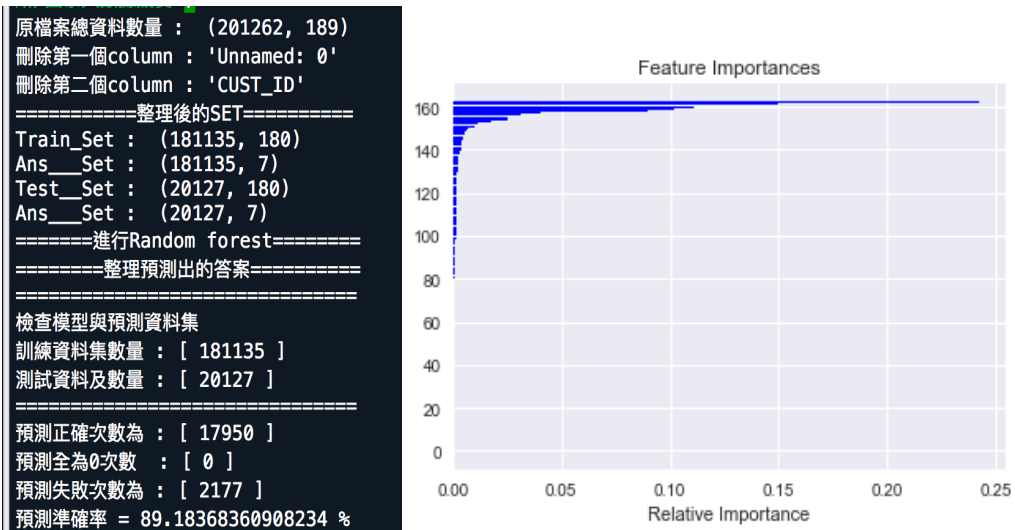 原檔案總資料數量 :  (201262, 189)
刪除第一個column : 'Unnamed: 0'
刪除第二個column : 'CUST_ID'
===========整理後的SET==========
Train_Set :  (181135, 180)
Ans___Set :  (181135, 7)
Test__Set :  (20127, 180)
Ans___Set :  (20127, 7)
=======進行Random forest========
========整理預測出的答案==========
===============================
檢查模型與預測資料集
訓練資料集數量 : [ 181135 ]
測試資料及數量 : [ 20127 ]
===============================
預測正確次數為 : [ 17950 ]
預測全為0次數  : [ 0 ]
預測失敗次數為 : [ 2177 ]
預測準確率 = 89.18368360908234 %
Feature Importances
160
140
120
100
80
60
40
20
0
0.00 0.05 0.10 0.15 0.20 0.25
Relative Importance